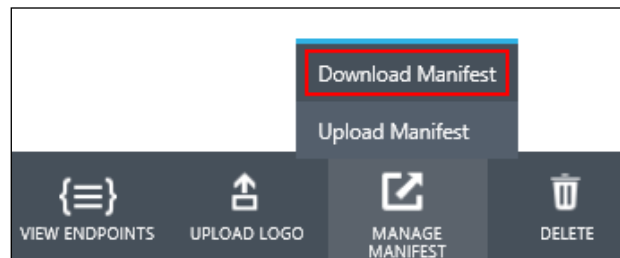 Download Manifest
Upload Manifest
VIEW ENDPOINTS
UPLOAD LOGO
MANAGE
MANIFEST
DELETE